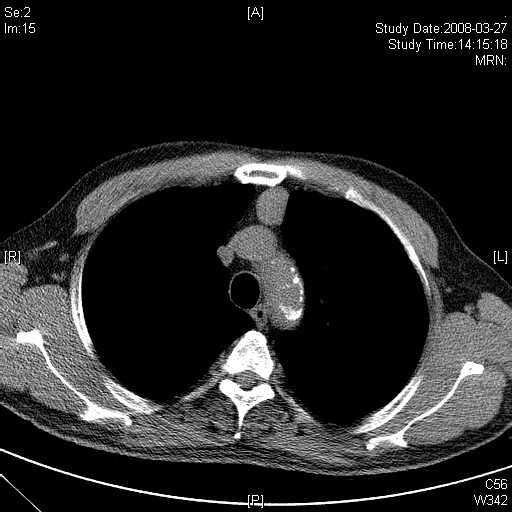 Se:2
Im:15
[A]
.
Study Date:2008-03-27
Study Time:14:15:18
MRN:
[R]
[L]
[P]
C56
W342